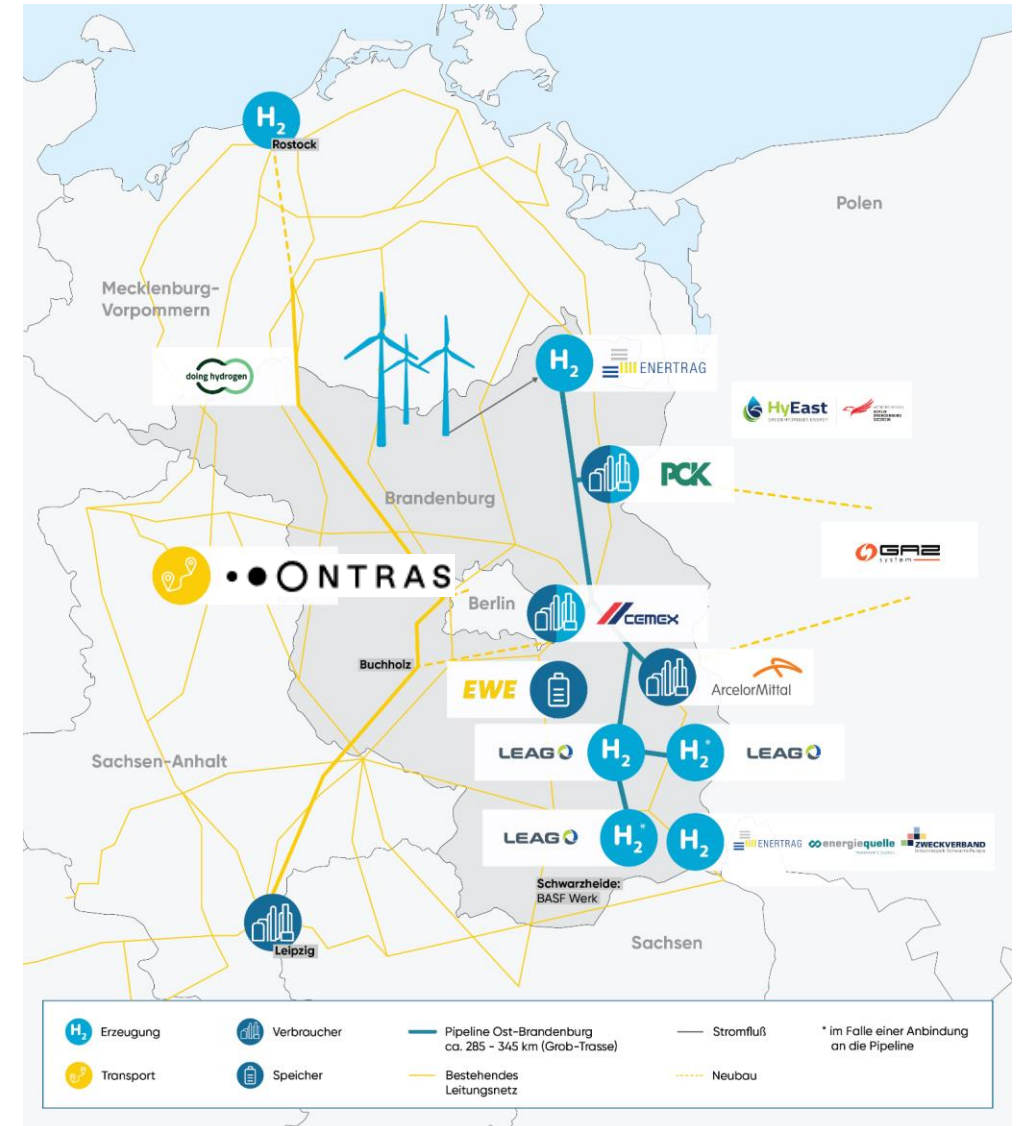 H2
Rostock
Polen
Mecklenburg-
Vorpommern
doing hydrogen
H2
ENERTRAG
HyEast
PCK
Brandenburg
GAZ
system
ONTRAS
Berlin
CEMEX
Buchholz
EWE
ArcelorMittal
LEAG
H2
H2*
LEAG
Sachsen-Anhalt
LEAG
H2*
H2
ENERTRAG
energiequelle
ZWECKVERBAND
Schwarzheide:
BASF Werk
Leipzig
Sachsen
H2 Erzeugung
Verbraucher
Pipeline Ost-Brandenburg
ca. 285 - 345 km (Grob-Trasse)
Stromfluß
* im Falle einer Anbindung
an die Pipeline
Transport
Speicher
Bestehendes
Leitungsnetz
Neubau